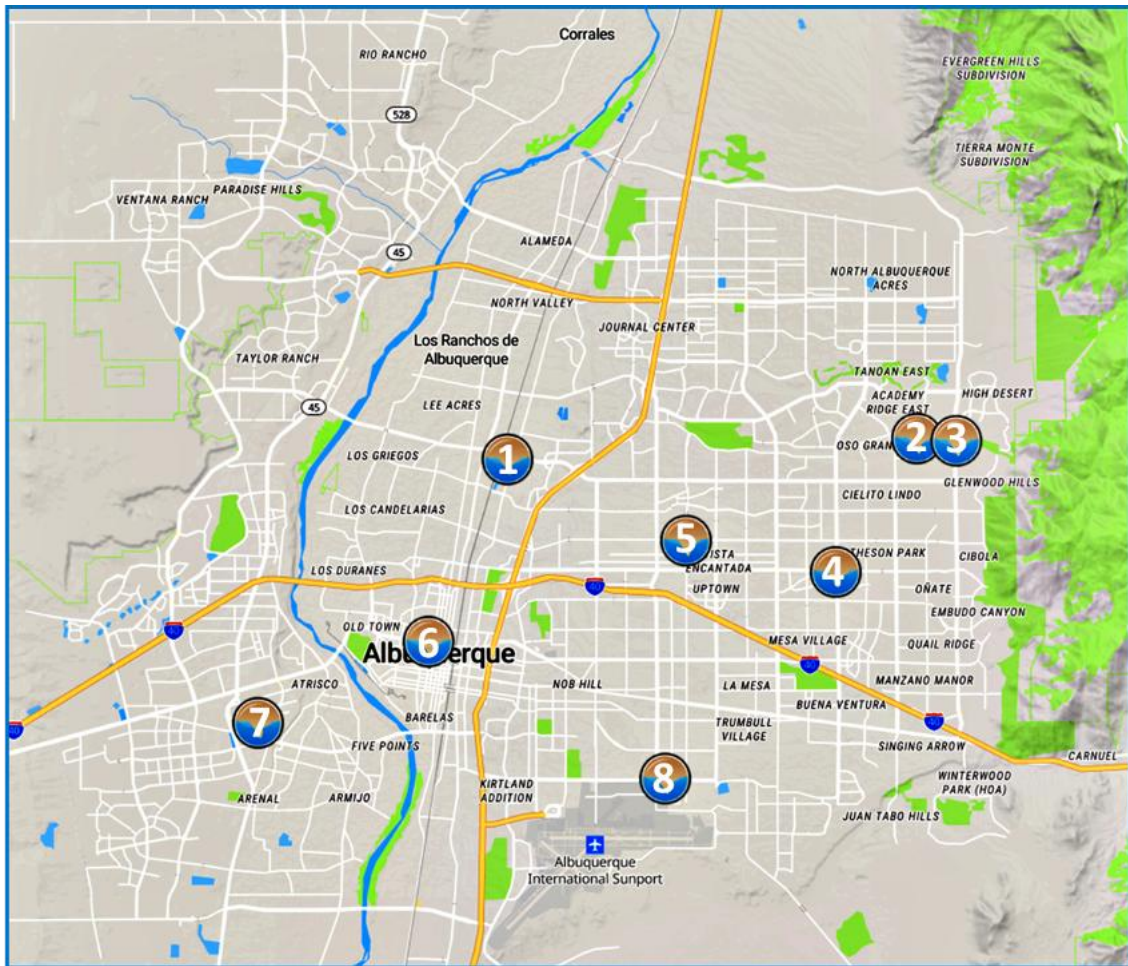 Corrales
RIO RANCHO
EVERGREEN HILLS
SUBDIVISION
528
TIERRA MONTE
SUBDIVISION
PARADISE HILLS
VENTANA RANCH
ALAMEDA
45
NORTH ALBUQUERQUE
ACRES
NORTH VALLEY
JOURNAL CENTER
Los Ranchos de
Albuquerque
TAYLOR RANCH
TANOAN EAST
HIGH DESERT
ACADEMY
RIDGE EAST
LEE ACRES
45
2
3
OSO GRAN
LOS GRIEGOS
1
GLENWOOD HILLS
CIELITO LINDO
LOS CANDELARIAS
5
VISTA
ENCANTADA
THESON PARK
CIBOLA
4
LOS DURANES
40
UPTOWN
OÑATE
EMBUDO CANYON
OLD TOWN
40
6
MESA VILLAGE
QUAIL RIDGE
Albuquerque
40
ATRISCO
NOB HILL
LA MESA
MANZANO MANOR
BUENA VENTURA
7
BARELAS
TRUMBULL
VILLAGE
40
40
FIVE POINTS
SINGING ARROW
CARNUEL
8
KIRTLAND
ADDITION
WINTERWOOD
PARK (HOA)
ARENAL
ARMIJO
JUAN TABO HILLS
Albuquerque
International Sunport